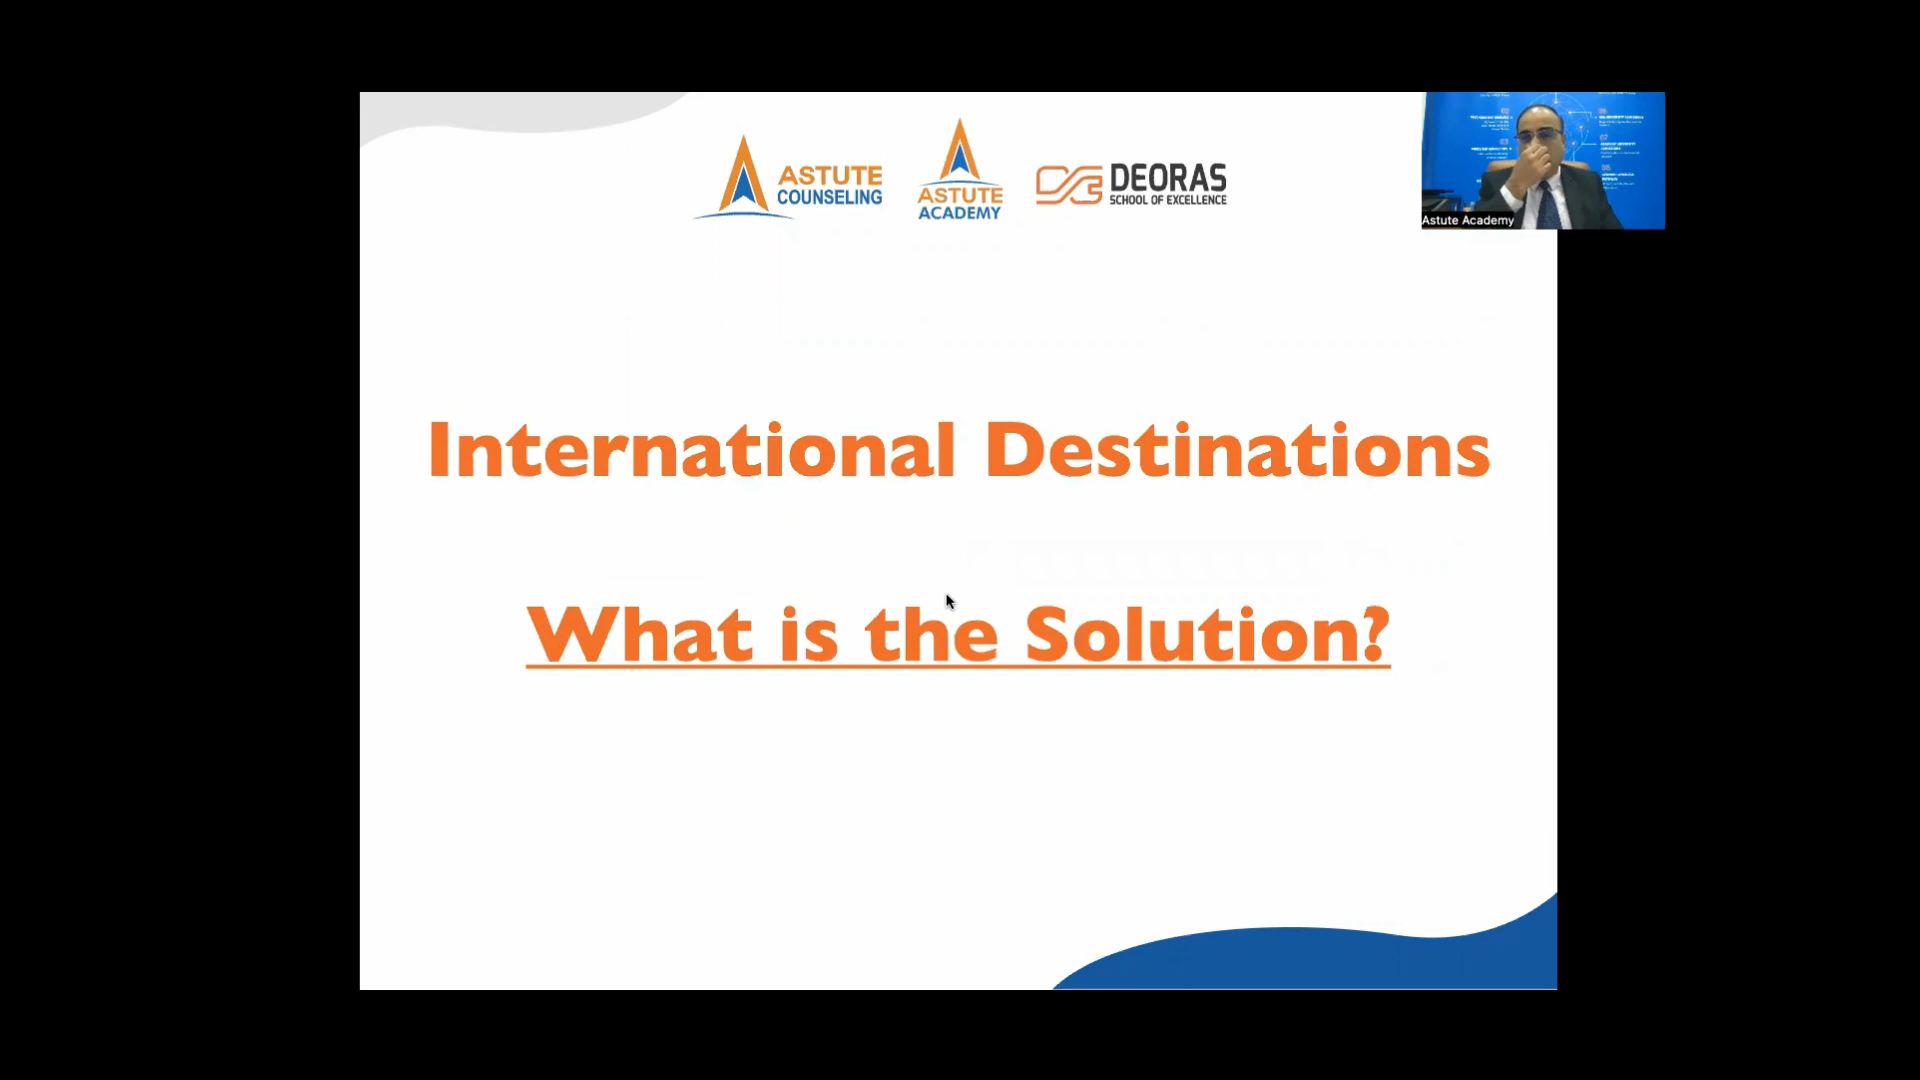 ASTUTE
COUNSELING
ASTUTE
ACADEMY
DEORAS
SCHOOL OF EXCELLENCE
Astute Academy
International Destinations
What is the Solution?